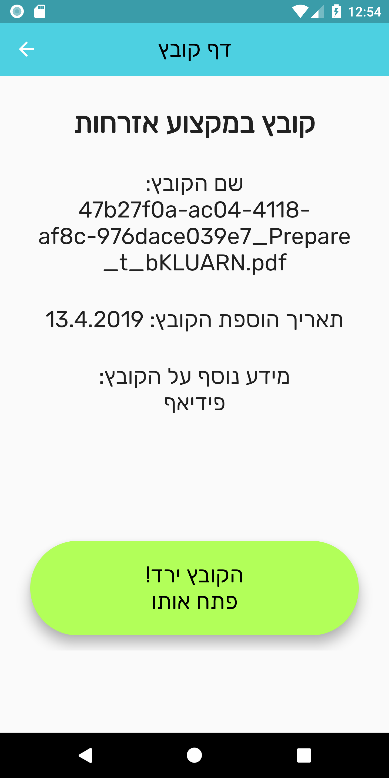 12:54
דף קובץ
קובץ במקצוע אזרחות
שם הקובץ:
47b27f0a-ac04-4118-
af8c-976dace039e7_Prepare
_t_bKLUARN.pdf
תאריך הוספת הקובץ: 13.4.2019
מידע נוסף על הקובץ:
פידיאף
הקובץ ירד!
פתח אותו